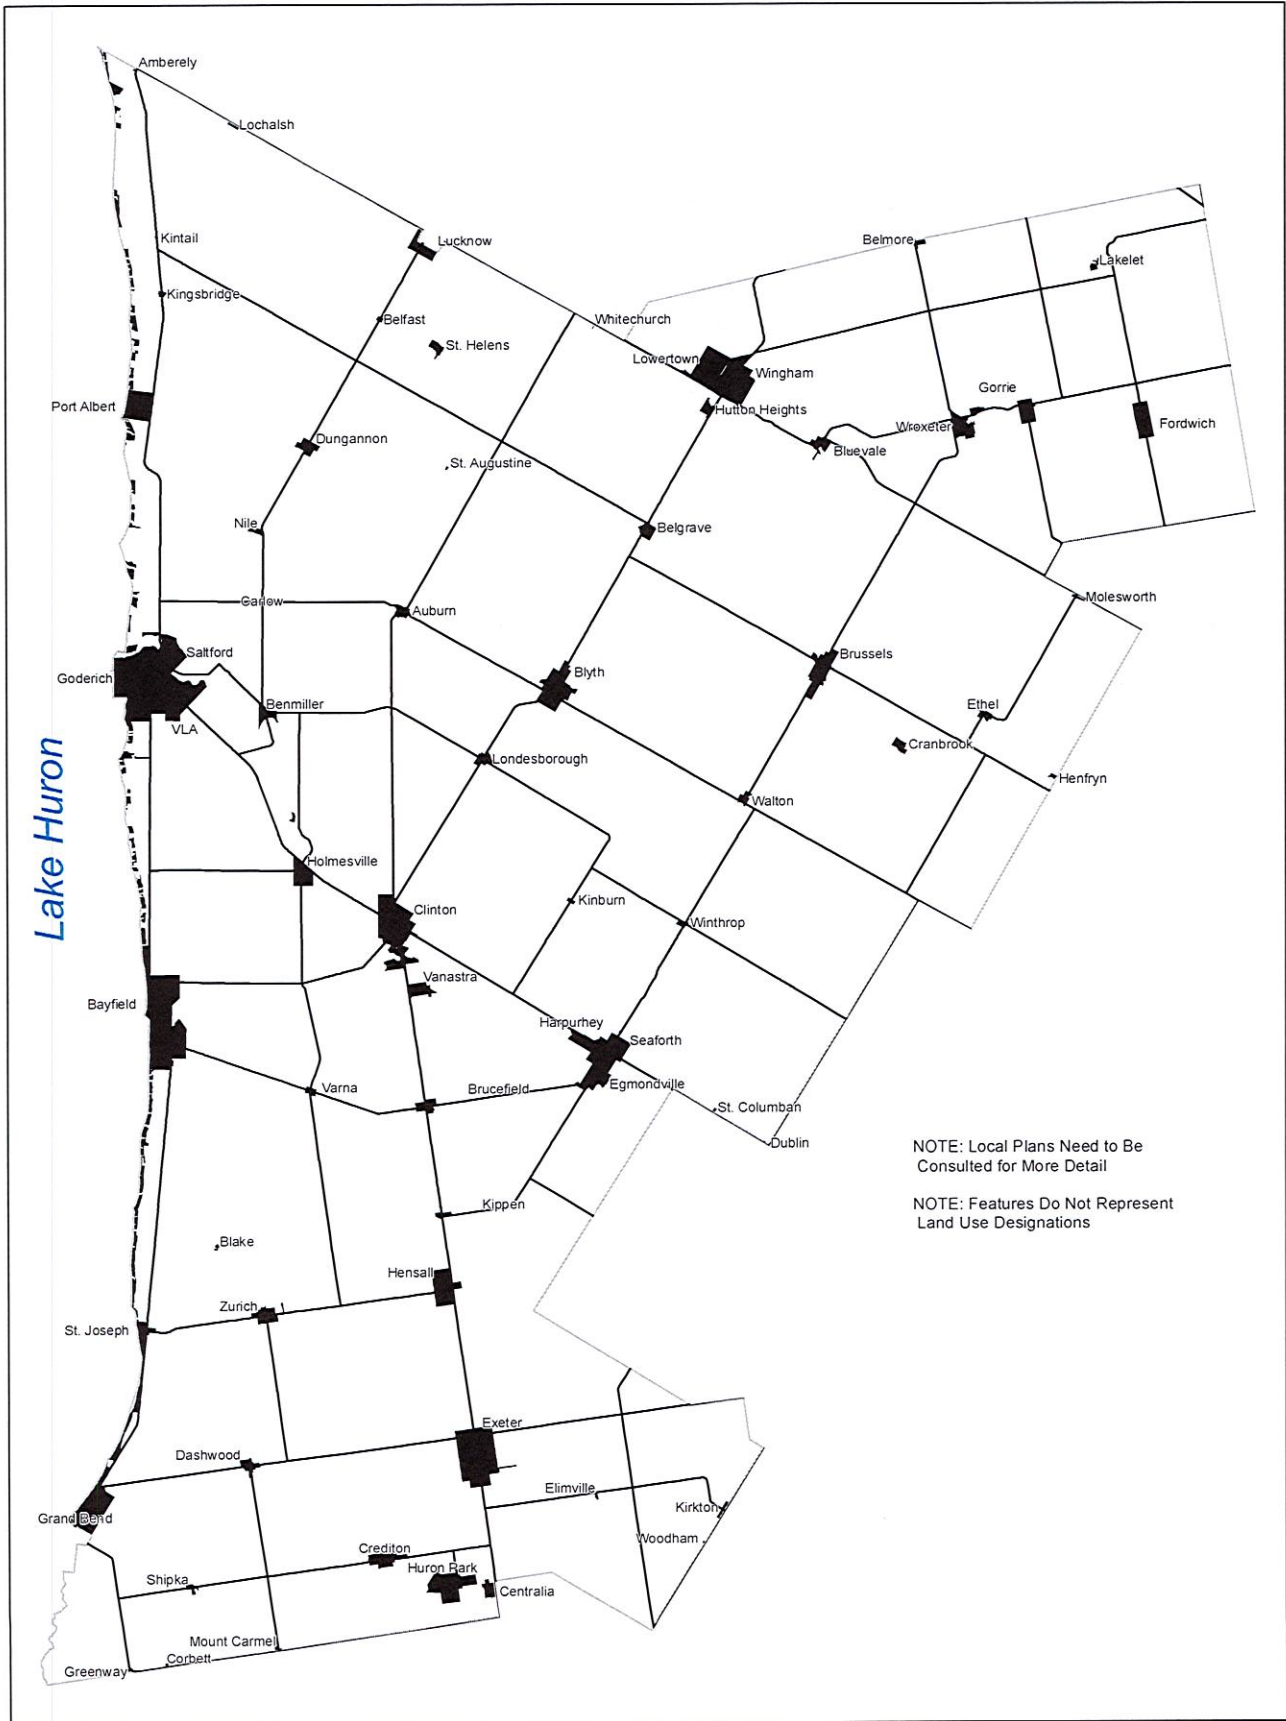 Amberely
Lochalsh
Kintail
Lucknow
Belmore
Lakelet
Kingsbridge
Belfast
Whitechurch
St. Helens
Lowertown
Wingham
Gorrie
Port Albert
Hutton Heights
Wroxeter
Fordwich
Dungannon
Bluevale
St. Augustine
Nile
Belgrave
Carlow
Auburn
Molesworth
Saltford
Goderich
Blyth
Brussels
Benmiller
Ethel
VLA
Cranbrook
Londesborough
Henfryn
Walton
Lake Huron
Holmesville
Kinburn
Clinton
Winthrop
Vanastra
Bayfield
Harpurhey
Seaforth
Varna
Brucefield
Egmondville
St. Columban
Dublin
NOTE: Local Plans Need to Be
Consulted for More Detail
NOTE: Features Do Not Represent
Land Use Designations
Kippen
Blake
Hensall
Zurich
St. Joseph
Exeter
Dashwood
Elimville
Kirkton
Grand Bend
Woodham
Crediton
Huron Park
Shipka
Centralia
Mount Carmel
Corbett
Greenway